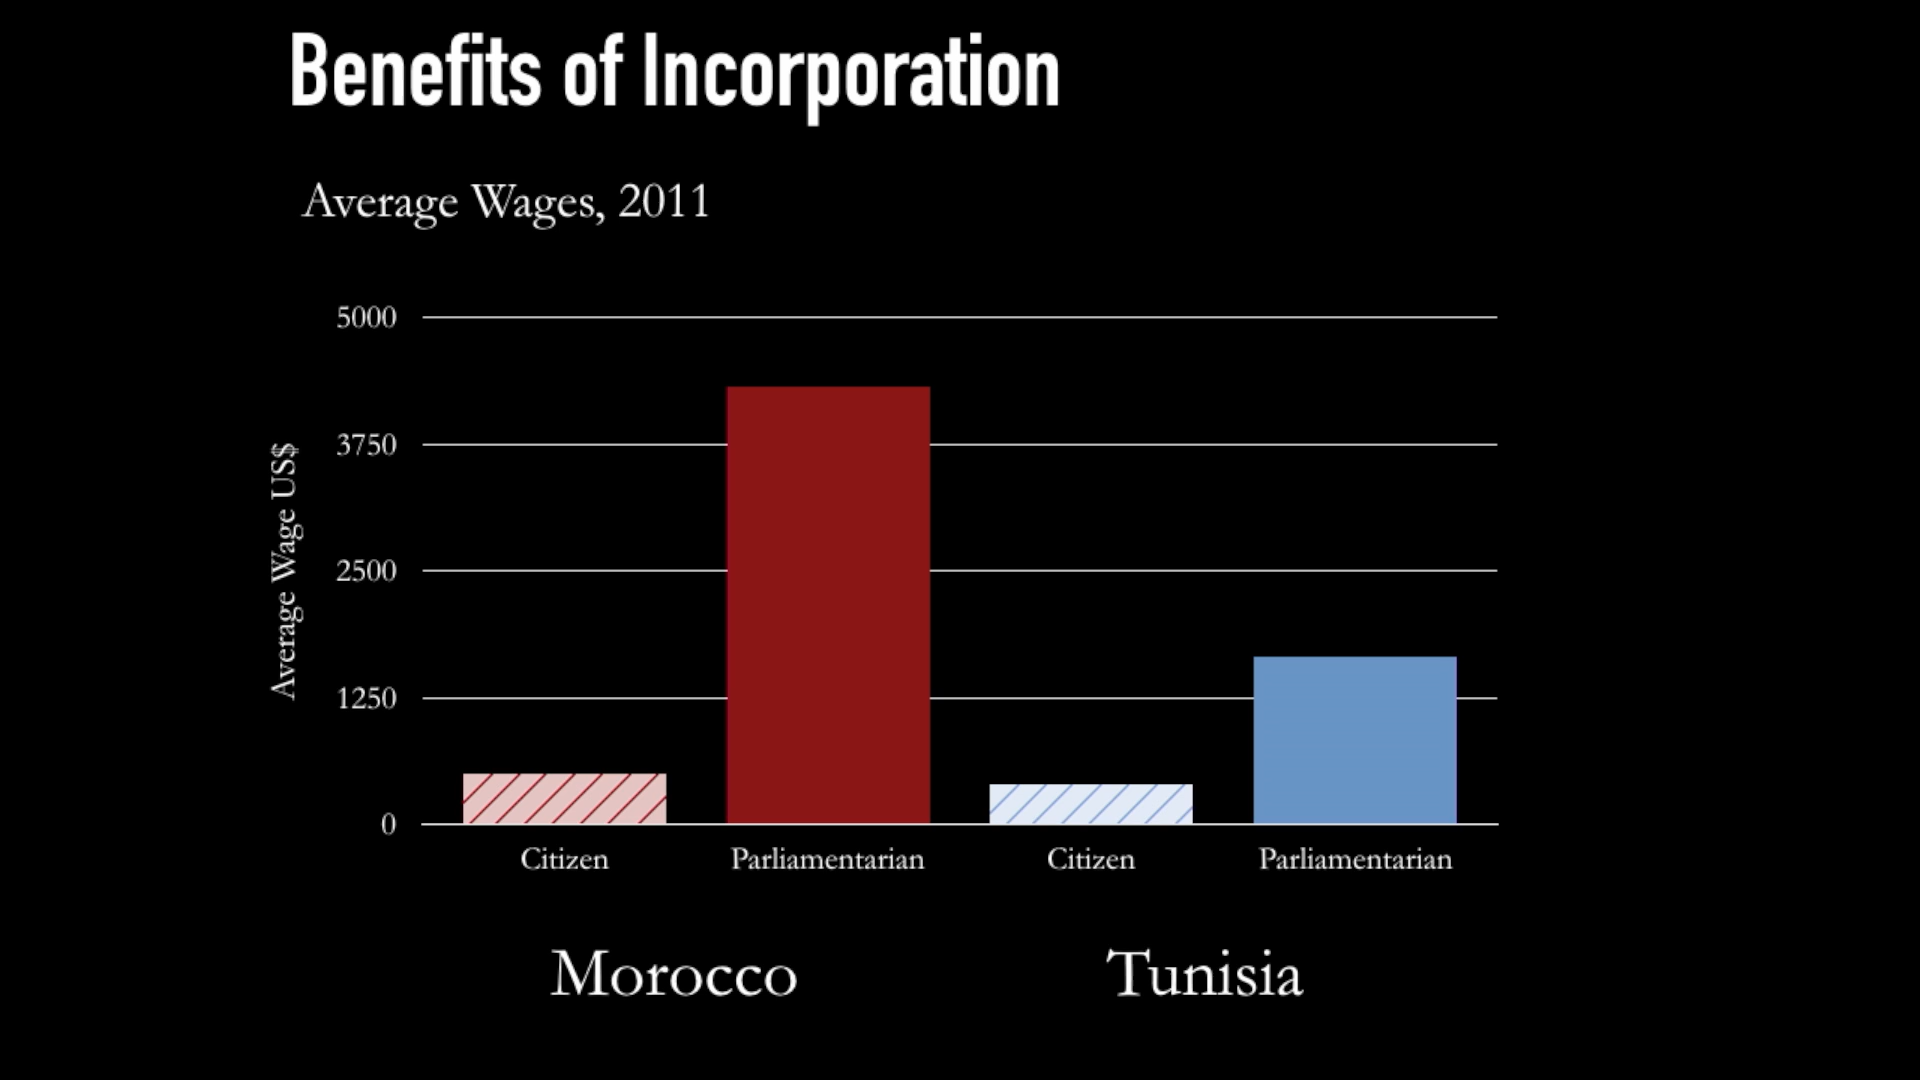 Benefits of Incorporation
Average Wages, 2011
Average Wage US$
5000
3750
2500
1250
0
Citizen
Parliamentarian
Citizen
Parliamentarian
Morocco
Tunisia